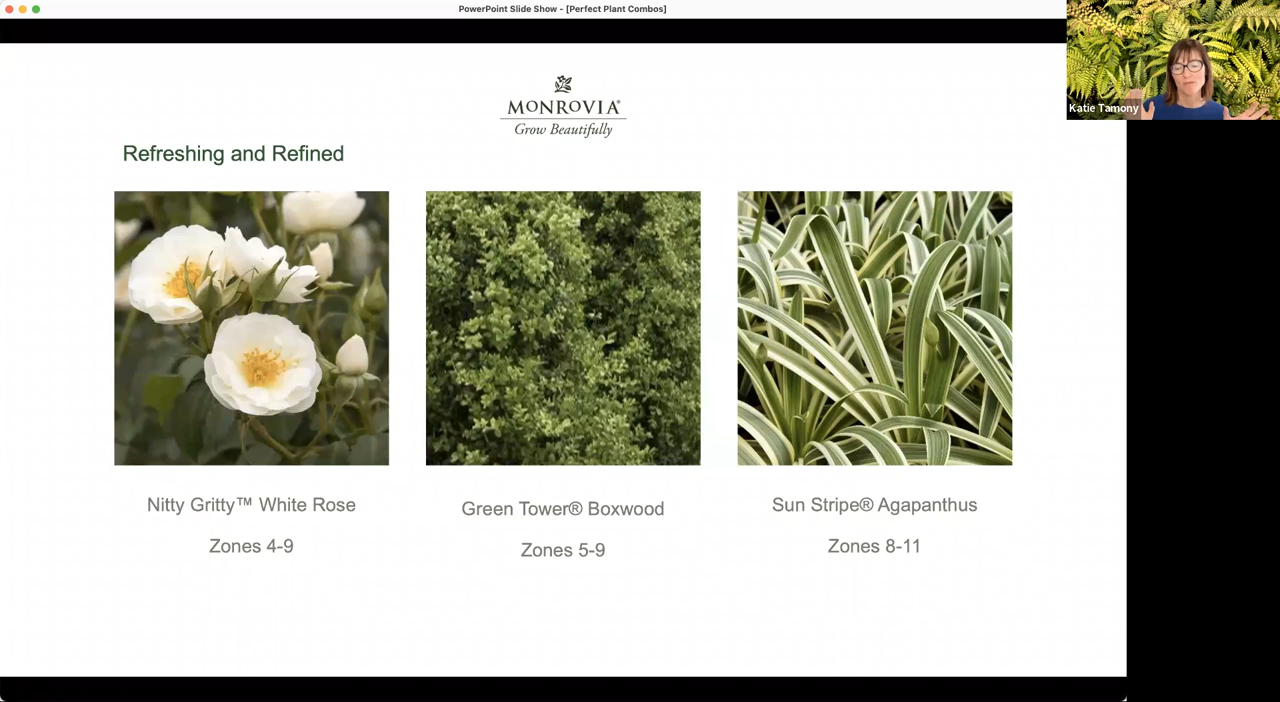 PowerPoint Slide Show - [Perfect Plant Combos]
Katie Tamony
MONROVIA®
Grow Beautifully
Refreshing and Refined
Nitty Gritty™ White Rose
Zones 4-9
Green Tower® Boxwood
Zones 5-9
Sun Stripe® Agapanthus
Zones 8-11